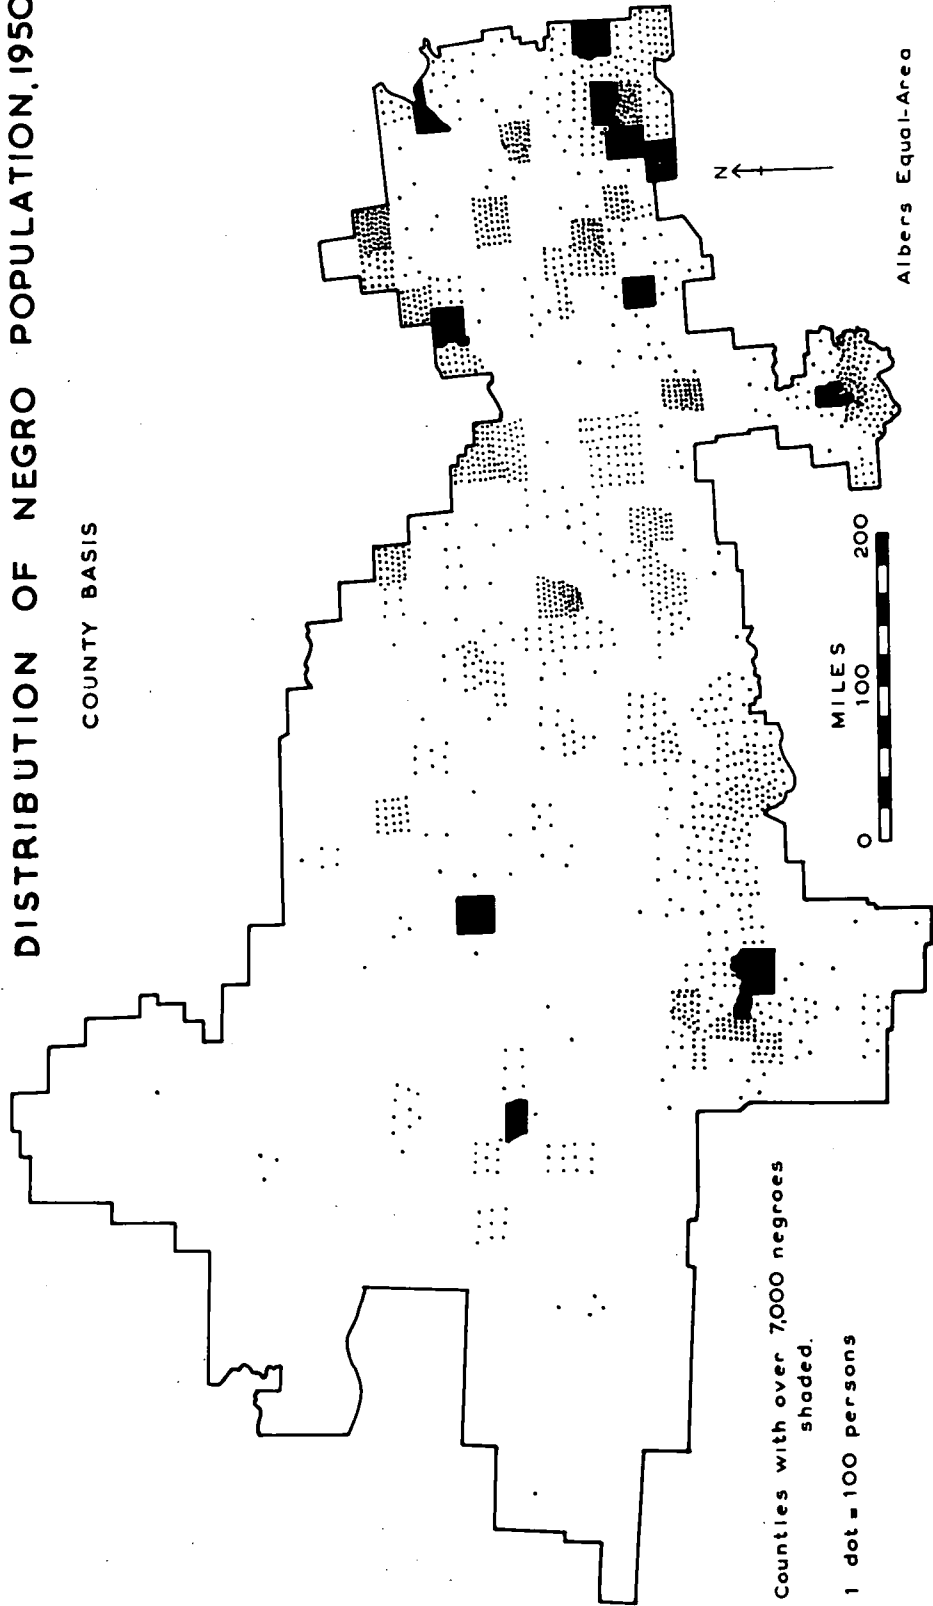 DISTRIBUTION OF NEGRO POPULATION, 1950
COUNTY BASIS
N
Albers Equal-Area
MILES
0 100 200
Counties with over 7,000 negroes
shaded.
1 dot = 100 persons